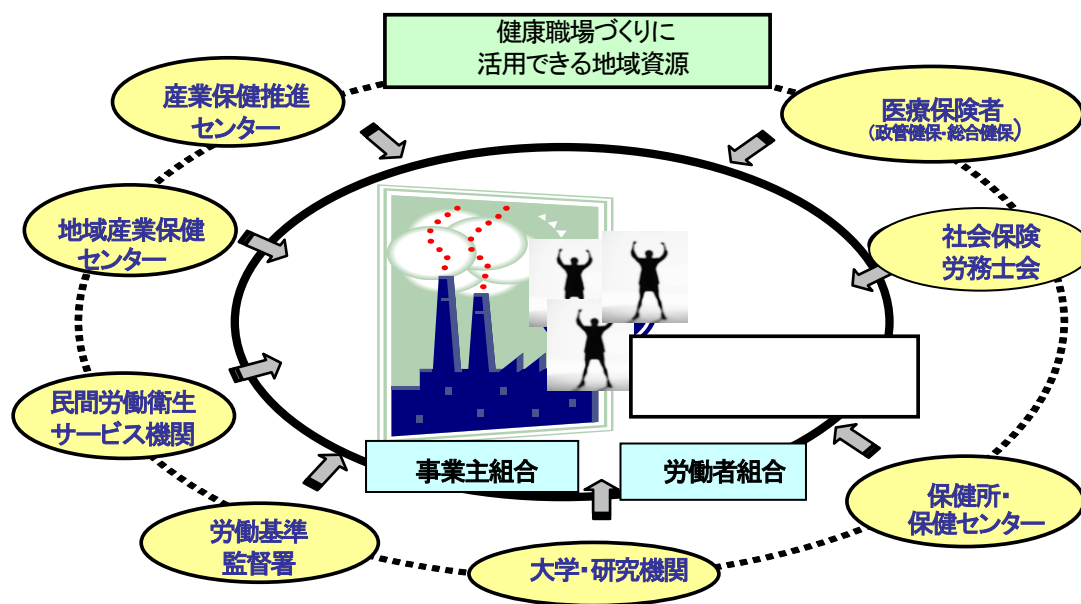 健康職場づくりに
活用できる地域資源
産業保健推進
センター
医療保険者
（政管健保・総合健保）
地域産業保健
センター
社会保険
労務士会
民間労働衛生
サービス機関
事業主組合
労働者組合
保健所・
保健センター
労働基準
監督署
大学・研究機関